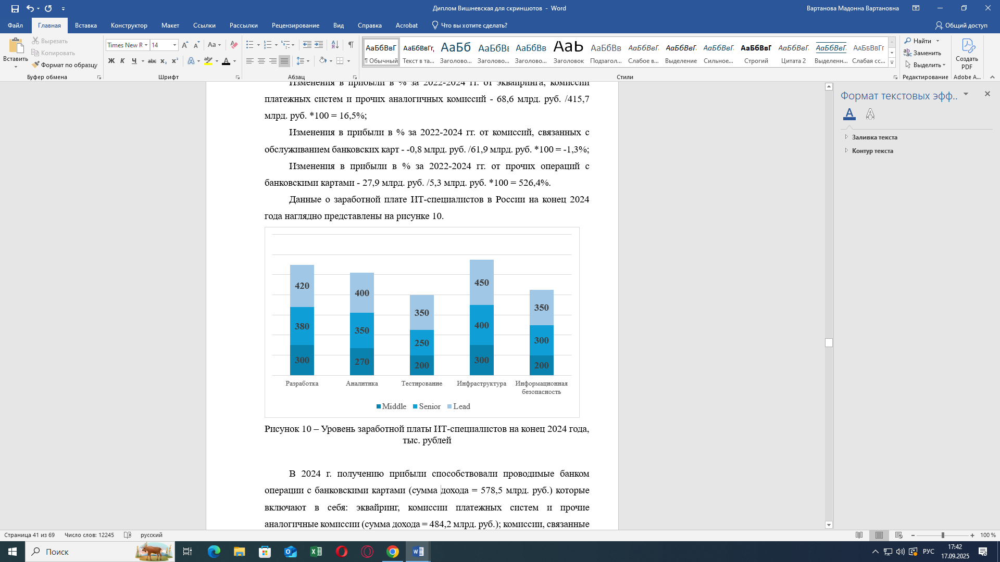 Диплом Вишневская для скриншотов - Word
Вартанова Мадонна Вартановна
Файл Главная Вставка Конструктор Макет Ссылки Рассылки Рецензирование Вид Справка Acrobat Что вы хотите сделать? Общий доступ
Вставить
Вырезать
Копировать
Формат по образцу
Буфер обмена
Times New R 14
Aa
Ж К Ч abc x₂ x²
Шрифт
Абзац
АаБбВвГ АаБбВвГг, АаБб АаБбВв АаБбВв АаЬ АаБбВв АаБбВвГ АаБбВвГ АаБбВвГ АаБбВвГ АаБбВвГ АаБбВвГ АаБбВвГг
¶ Обычный Текст в та... Заголово... Заголово... Заголово... Заголовок Подзагол... Слабое в... Выделение Сильное... Строгий Цитата 2 Выделенн... Слабая сс...
Стили
Найти
Заменить
Выделить
Редактирование
Создать
PDF
Adobe A...
Изменения в прибыли в % за 2022-2024 гг. от эквайринга, комиссий
платежных систем и прочих аналогичных комиссий - 68,6 млрд. руб. /415,7
млрд. руб. *100 = 16,5%;
Изменения в прибыли в % за 2022-2024 гг. от комиссий, связанных с
обслуживанием банковских карт - -0,8 млрд. руб. /61,9 млрд. руб. *100 = -1,3%;
Изменения в прибыли в % за 2022-2024 гг. от прочих операций с
банковскими картами - 27,9 млрд. руб. /5,3 млрд. руб. *100 = 526,4%.
Данные о заработной плате ИТ-специалистов в России на конец 2024
года наглядно представлены на рисунке 10.
420 400 350 450 350
380 350 250 400 300
300 270 200 300 200
Разработка Аналитика Тестирование Инфраструктура Информационная
безопасность
Middle Senior Lead
Рисунок 10 – Уровень заработной платы ИТ-специалистов на конец 2024 года,
тыс. рублей
В 2024 г. получению прибыли способствовали проводимые банком
операции с банковскими картами (сумма дохода = 578,5 млрд. руб.) которые
включают в себя: эквайринг, комиссии платежных систем и прочие
аналогичные комиссии (сумма дохода = 484,2 млрд. руб.); комиссии, связанные
Формат текстовых эфф..
Заливка текста
Контур текста
Страница 41 из 69 Число слов: 12245 русский
100 %
Поиск
РУС
17:42
17.09.2025